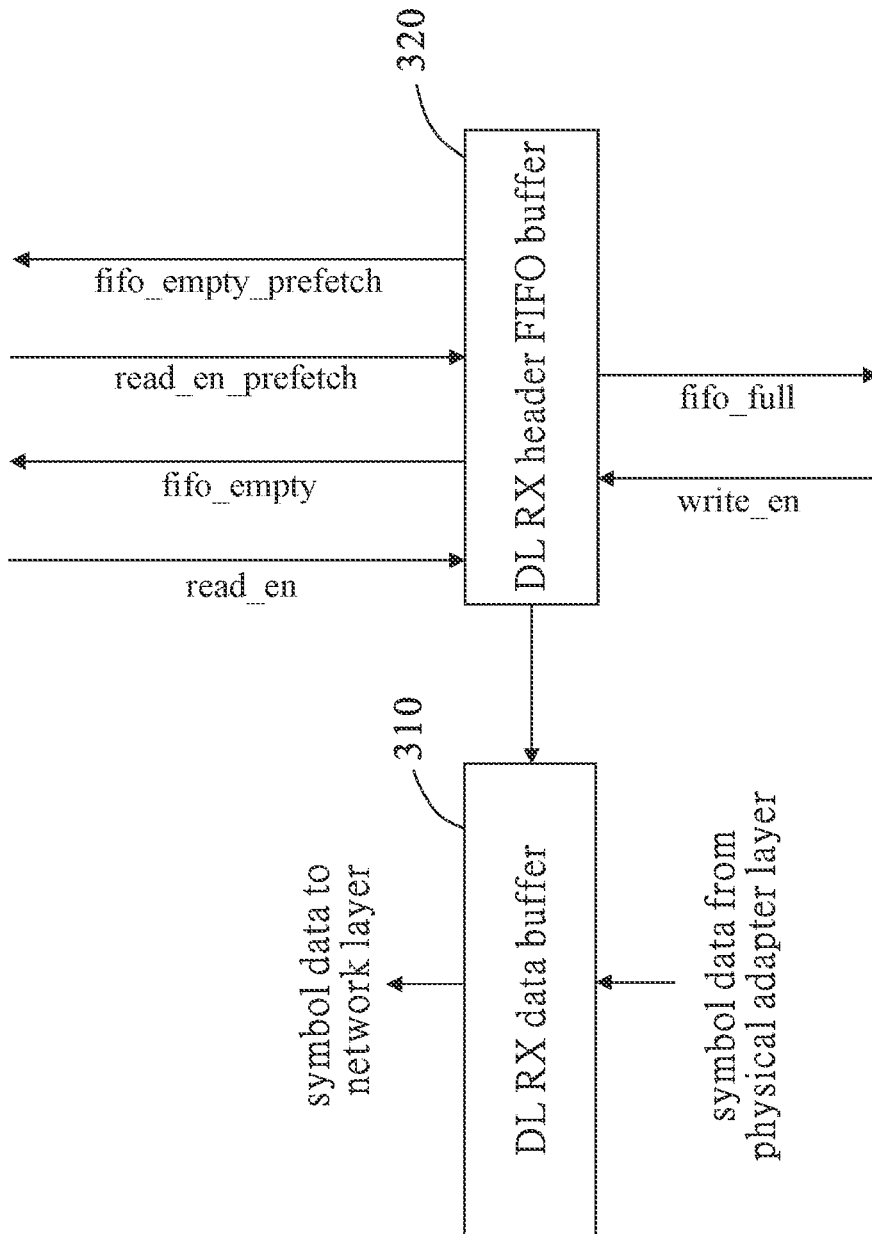 320
fifo_empty_prefetch
read_en_prefetch
fifo_empty
read_en
DL RX header FIFO buffer
fifo_full
write_en
310
symbol data to
network layer
DL RX data buffer
symbol data from
physical adapter layer